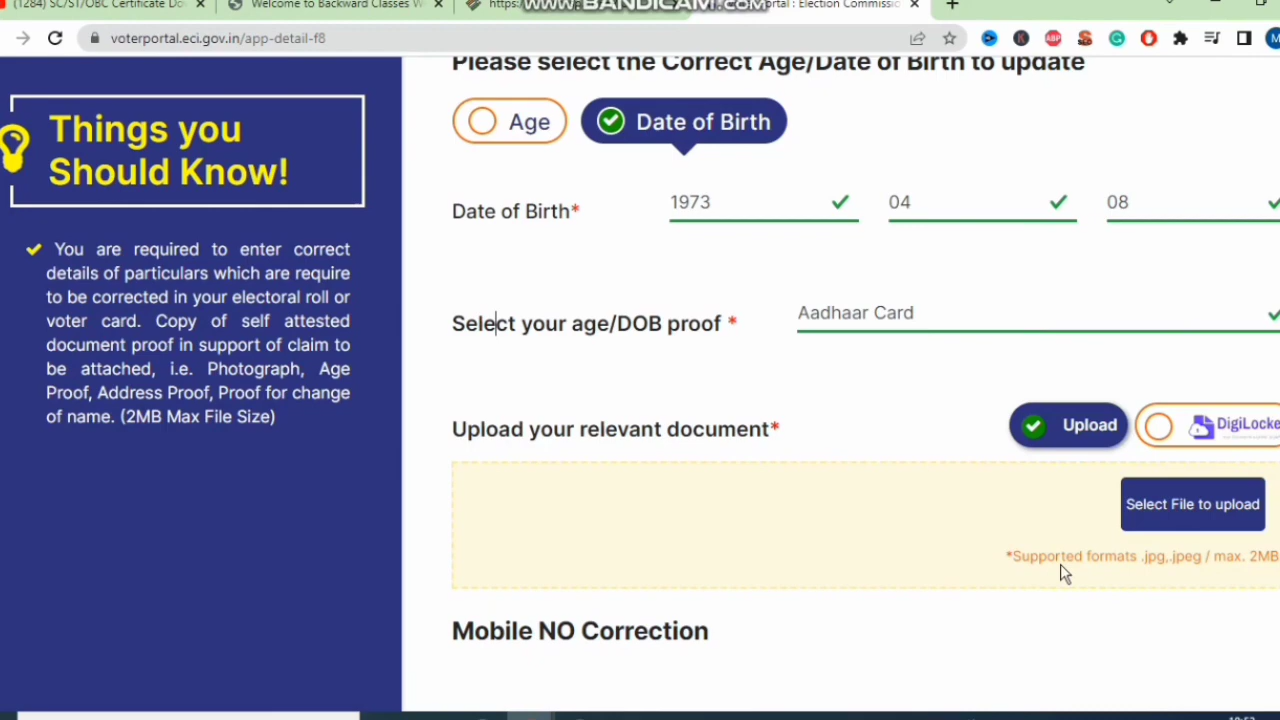 (1284) SC/ST/OBC Certificate Do
Welcome to Backward Classes W
https:
www.BANDICAM.com
Portal : Election Commissio
voterportal.eci.gov.in/app-detail-f8
ABP
Please select the Correct Age/Date of Birth to update
Age
Date of Birth
Things you
Should Know!
Date of Birth*
1973
04
08
You are required to enter correct
details of particulars which are require
to be corrected in your electoral roll or
voter card. Copy of self attested
document proof in support of claim to
be attached, i.e. Photograph, Age
Proof, Address Proof, Proof for change
of name. (2MB Max File Size)
Select your age/DOB proof *
Aadhaar Card
Upload your relevant document*
Upload
DigiLocke
Select File to upload
*Supported formats .jpg,.jpeg / max. 2MB
Mobile NO Correction